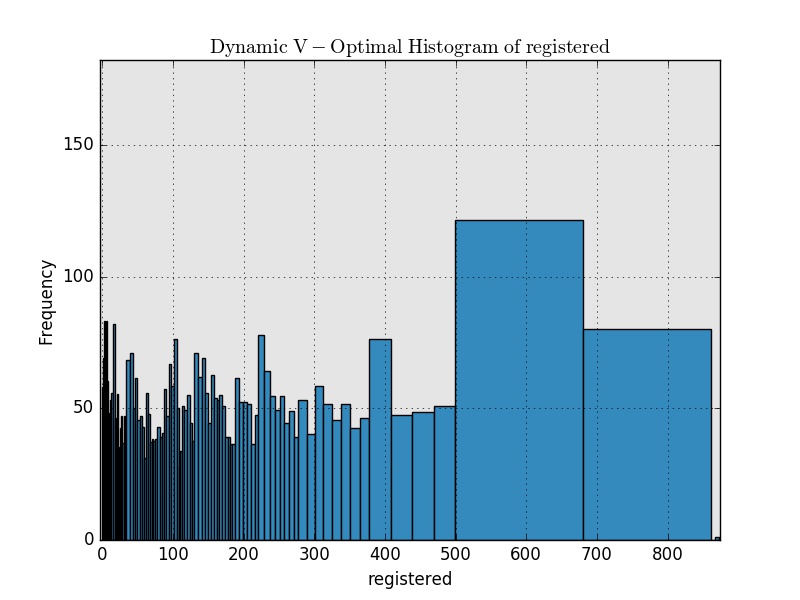 Dynamic V − Optimal Histogram of registered
Frequency
150
100
50
0
0 100 200 300 400 500 600 700 800
registered